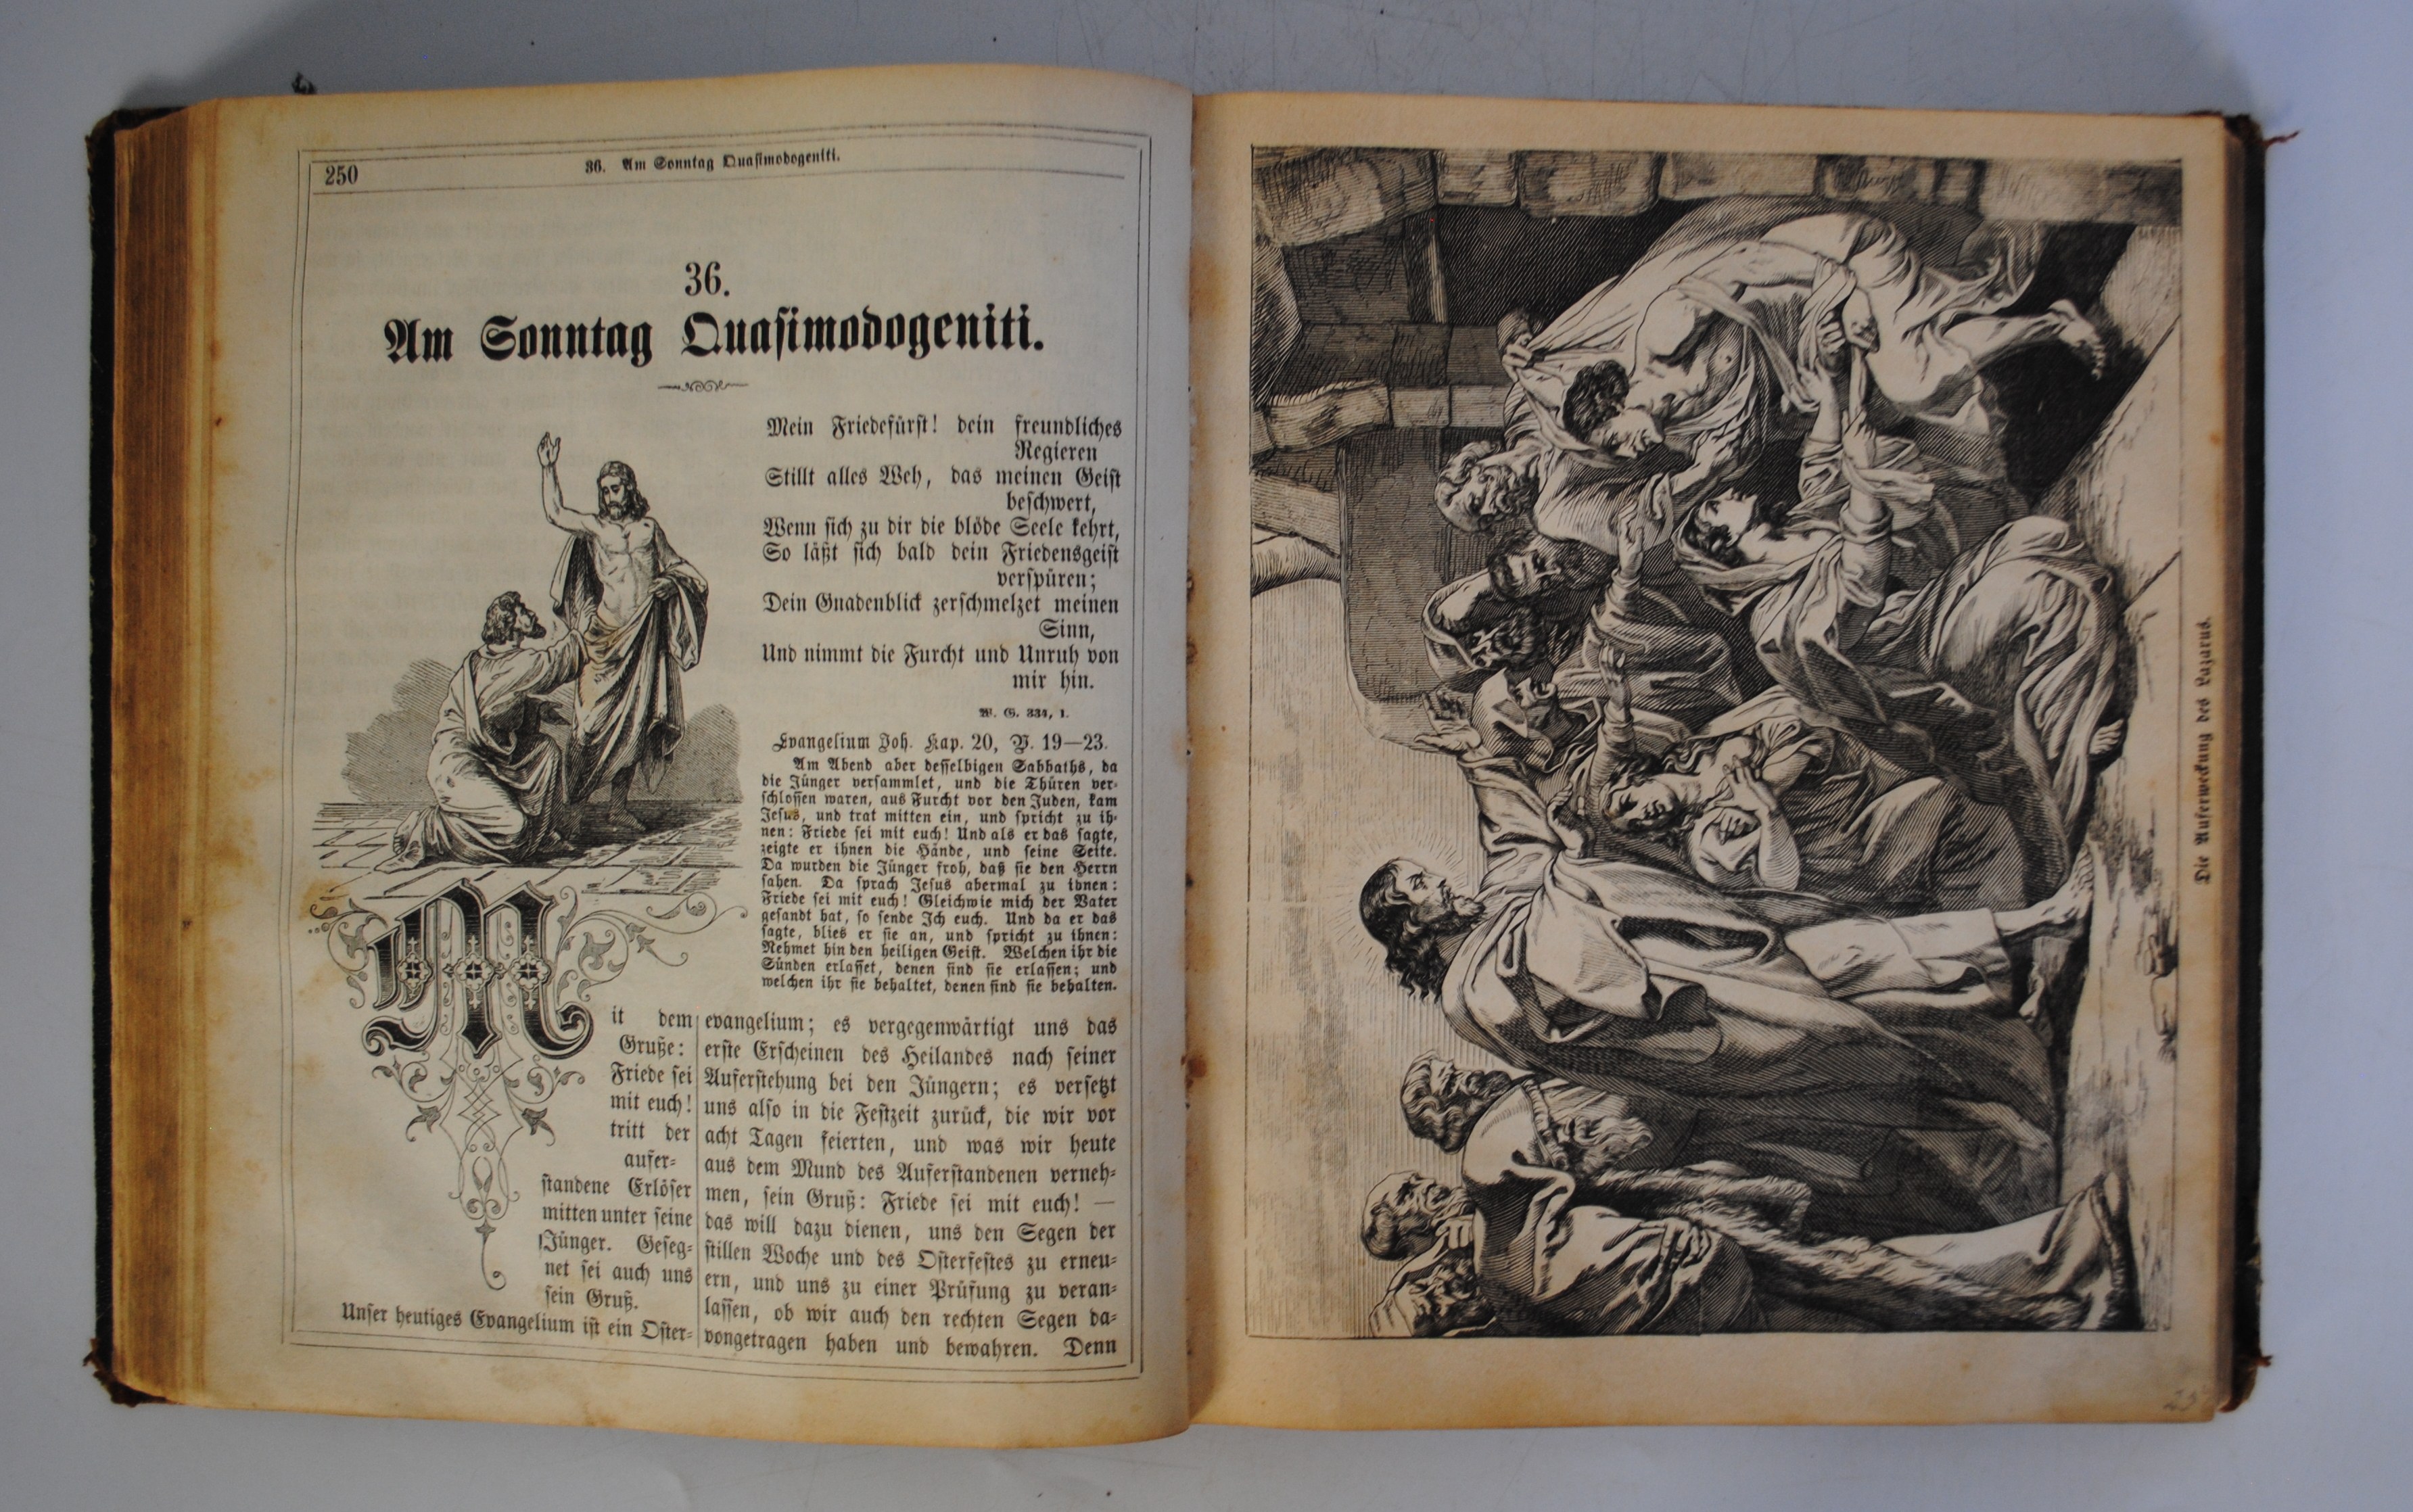 250
36. Am Sonntag Quasimodogeniti.
36.
Am Sonntag Quasimodogeniti.
Mein Friedefürst! dein freundliches
Regieren
Stillt alles Weh, das meinen Geist
beschwert,
Wenn sich zu dir die blöde Seele kehrt,
So läßt sich bald dein Friedensgeist
verspüren;
Dein Gnadenblick zerschmelzet meinen
Sinn,
Und nimmt die Furcht und Unruh von
mir hin.
W. G. 334, 1.
Evangelium Joh. Kap. 20, V. 19—23.
Am Abend aber desselbigen Sabbaths, da
die Jünger versammlet, und die Thüren ver-
schlossen waren, aus Furcht vor den Juden, kam
Jesus, und trat mitten ein, und spricht zu ih-
nen: Friede sei mit euch! Und als er das sagte,
zeigte er ihnen die Hände, und seine Seite.
Da wurden die Jünger froh, daß sie den Herrn
sahen. Da sprach Jesus abermal zu ihnen:
Friede sei mit euch! Gleichwie mich der Vater
gesandt hat, so sende Ich euch. Und da er das
sagte, blies er sie an, und spricht zu ihnen:
Nehmet hin den heiligen Geist. Welchen ihr die
Sünden erlasset, denen sind sie erlassen; und
welchen ihr sie behaltet, denen sind sie behalten.
Mit dem
Gruße:
Friede sei
mit euch!
tritt der
aufer-
standene Erlöser
mitten unter seine
Jünger. Geseg-
net sei auch uns
sein Gruß.
Unser heutiges Evangelium ist ein Oster-
evangelium; es vergegenwärtigt uns das
erste Erscheinen des Heilandes nach seiner
Auferstehung bei den Jüngern; es versetzt
uns also in die Festzeit zurück, die wir vor
acht Tagen feierten, und was wir heute
aus dem Mund des Auferstandenen verneh-
men, sein Gruß: Friede sei mit euch! —
das will dazu dienen, uns den Segen der
stillen Woche und des Osterfestes zu erneu-
ern, und uns zu einer Prüfung zu veran-
lassen, ob wir auch den rechten Segen da-
vongetragen haben und bewahren. Denn
Die Auferweckung des Lazarus.